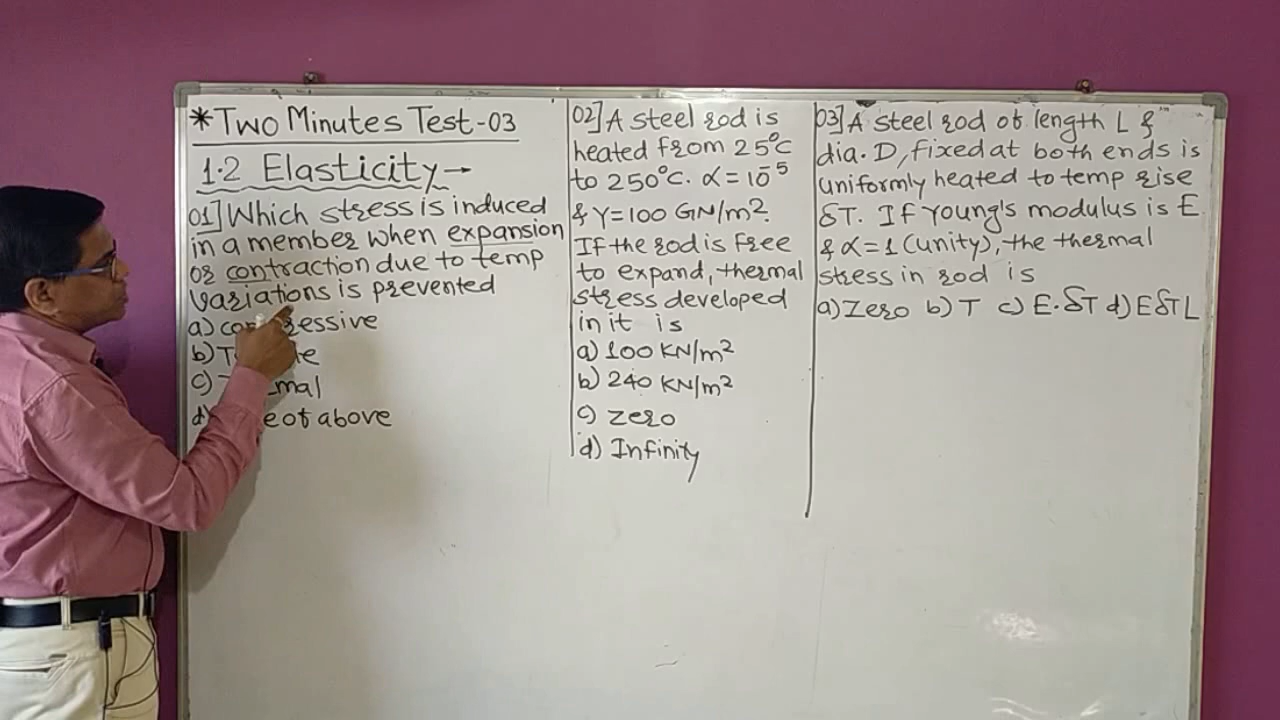 *Two Minutes Test-03
1.2 Elasticity→
01] Which stress is induced
in a member when expansion
or contraction due to temp
variations is prevented
a) compressive
b)
c)
d) of above
02] A steel rod is
heated from 25°C
to 250°C. α = 10⁻⁵
& Y = 100 GN/m².
If the rod is free
to expand, thermal
stress developed
in it is
a) 100 KN/m²
b) 240 KN/m²
c) zero
d) Infinity
03] A steel rod of length L &
dia. D, fixed at both ends is
uniformly heated to temp rise
δT. If Young's modulus is E
& α = 1 (unity), the thermal
stress in rod is
a) Zero b) T c) E.δT d) EδTL